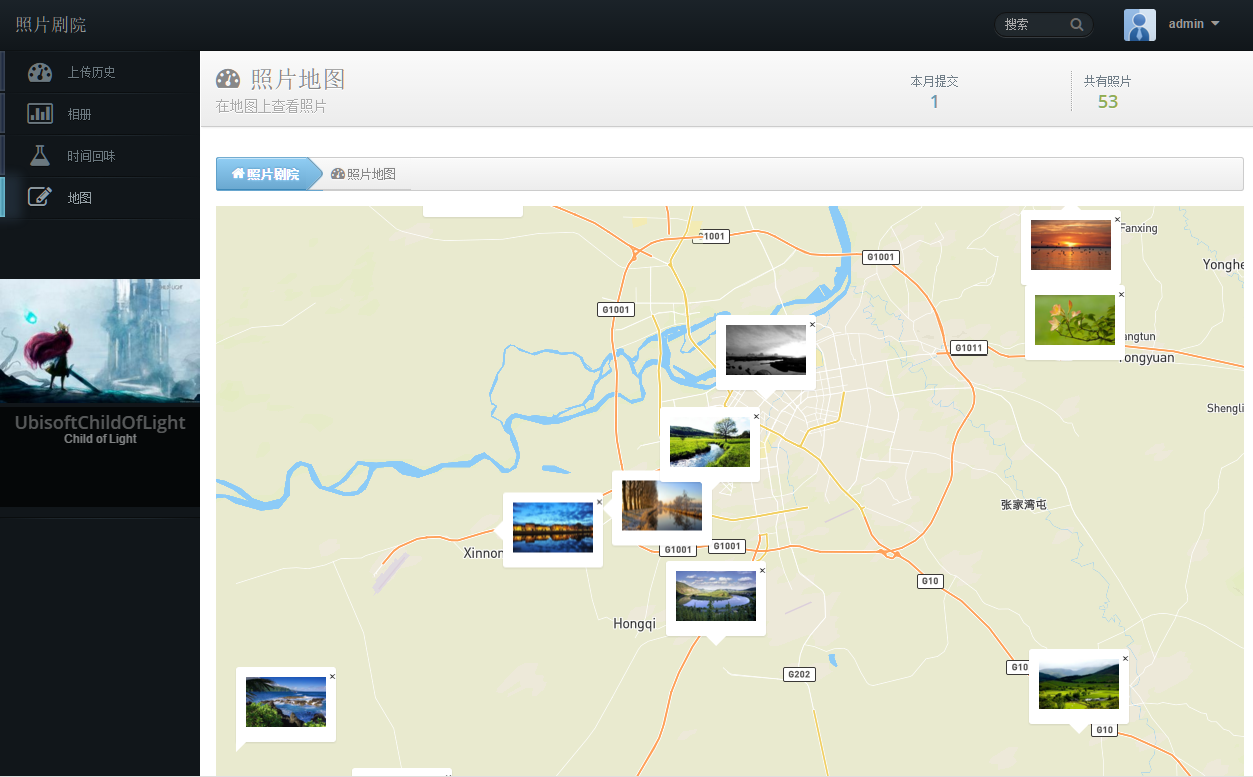 照片剧院
搜索
admin
上传历史
相册
时间回味
地图
UbisoftChildOfLight
Child of Light
照片地图
在地图上查看照片
本月提交
1
共有照片
53
照片剧院
照片地图
G1001
Fanxing
G1001
Yonghe
G1001
angtun
G1011
Yongyuan
Shengli
张家湾屯
Xinnon
G1001
G1001
G10
Hongqi
G10
G202
G10